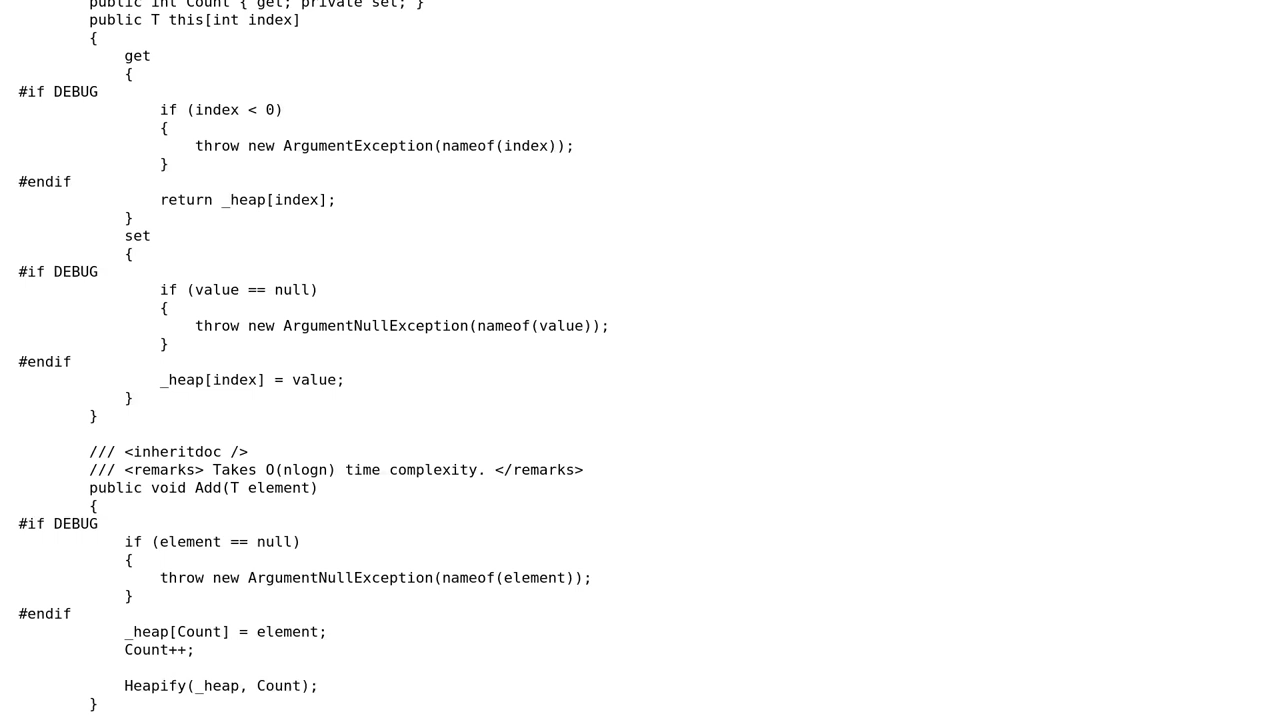 public int Count { get; private set; }
        public T this[int index]
        {
            get
            {
#if DEBUG
                if (index < 0)
                {
                    throw new ArgumentException(nameof(index));
                }
#endif
                return _heap[index];
            }
            set
            {
#if DEBUG
                if (value == null)
                {
                    throw new ArgumentNullException(nameof(value));
                }
#endif
                _heap[index] = value;
            }
        }

        /// <inheritdoc />
        /// <remarks> Takes O(nlogn) time complexity. </remarks>
        public void Add(T element)
        {
#if DEBUG
            if (element == null)
            {
                throw new ArgumentNullException(nameof(element));
            }
#endif
            _heap[Count] = element;
            Count++;

            Heapify(_heap, Count);
        }